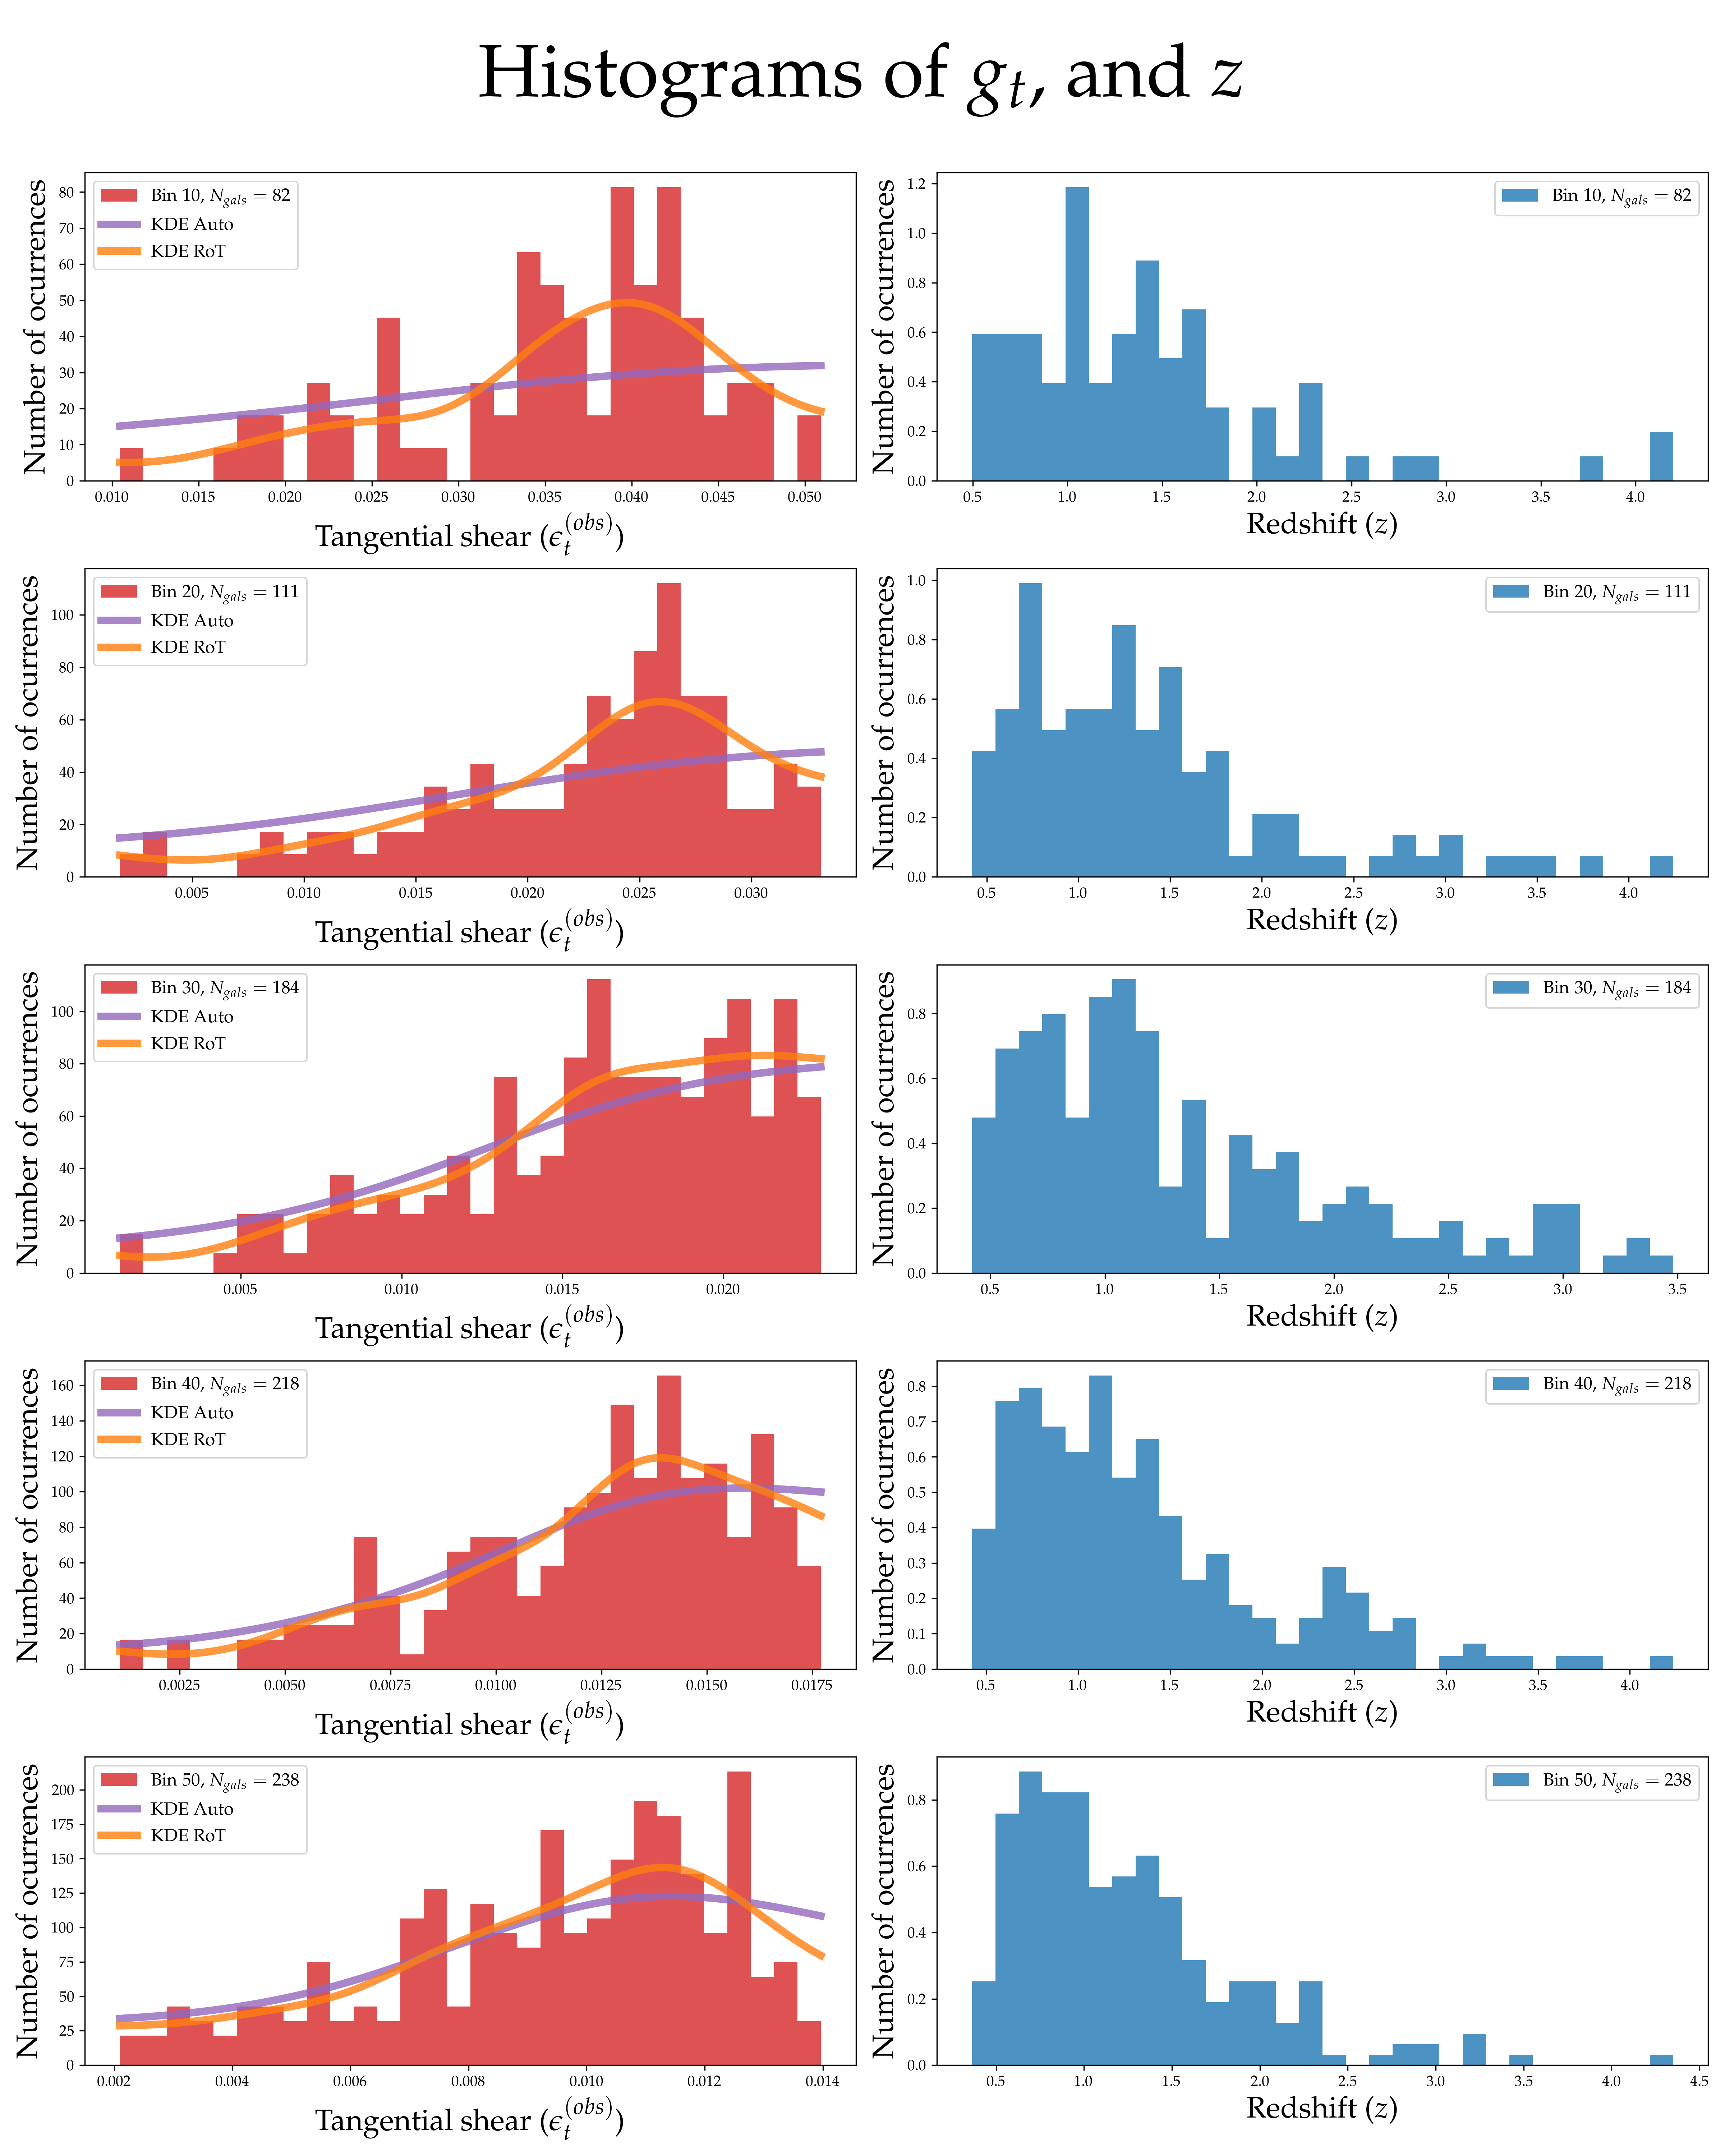 Histograms of g_t, and z
Number of ocurrences
80
70
60
50
40
30
20
10
0
Bin 10, N_gals = 82
KDE Auto
KDE RoT
0.010 0.015 0.020 0.025 0.030 0.035 0.040 0.045 0.050
Tangential shear (ϵ_t^(obs))
Number of ocurrences
1.2
1.0
0.8
0.6
0.4
0.2
0.0
Bin 10, N_gals = 82
0.5 1.0 1.5 2.0 2.5 3.0 3.5 4.0
Redshift (z)
Number of ocurrences
100
80
60
40
20
0
Bin 20, N_gals = 111
KDE Auto
KDE RoT
0.005 0.010 0.015 0.020 0.025 0.030
Tangential shear (ϵ_t^(obs))
Number of ocurrences
1.0
0.8
0.6
0.4
0.2
0.0
Bin 20, N_gals = 111
0.5 1.0 1.5 2.0 2.5 3.0 3.5 4.0
Redshift (z)
Number of ocurrences
100
80
60
40
20
0
Bin 30, N_gals = 184
KDE Auto
KDE RoT
0.005 0.010 0.015 0.020
Tangential shear (ϵ_t^(obs))
Number of ocurrences
0.8
0.6
0.4
0.2
0.0
Bin 30, N_gals = 184
0.5 1.0 1.5 2.0 2.5 3.0 3.5
Redshift (z)
Number of ocurrences
160
140
120
100
80
60
40
20
0
Bin 40, N_gals = 218
KDE Auto
KDE RoT
0.0025 0.0050 0.0075 0.0100 0.0125 0.0150 0.0175
Tangential shear (ϵ_t^(obs))
Number of ocurrences
0.8
0.7
0.6
0.5
0.4
0.3
0.2
0.1
0.0
Bin 40, N_gals = 218
0.5 1.0 1.5 2.0 2.5 3.0 3.5 4.0
Redshift (z)
Number of ocurrences
200
175
150
125
100
75
50
25
0
Bin 50, N_gals = 238
KDE Auto
KDE RoT
0.002 0.004 0.006 0.008 0.010 0.012 0.014
Tangential shear (ϵ_t^(obs))
Number of ocurrences
0.8
0.6
0.4
0.2
0.0
Bin 50, N_gals = 238
0.5 1.0 1.5 2.0 2.5 3.0 3.5 4.0 4.5
Redshift (z)